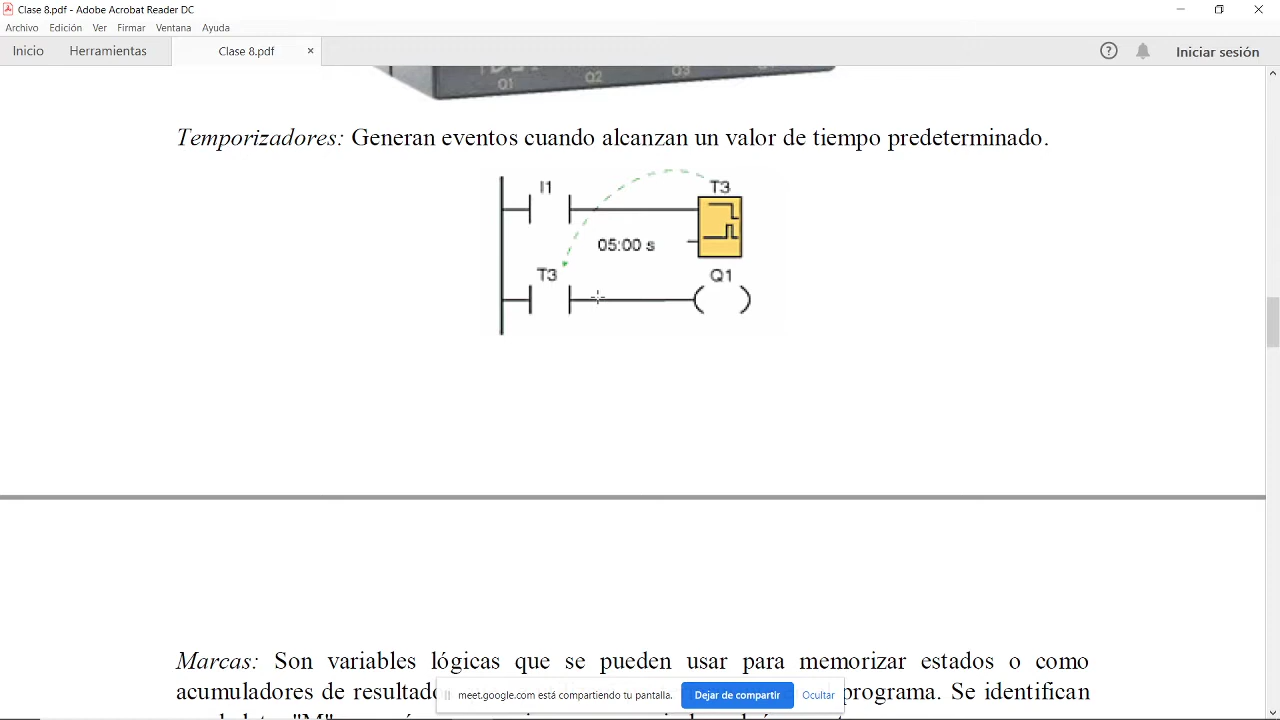 Clase 8.pdf - Adobe Acrobat Reader DC
Archivo Edición Ver Firmar Ventana Ayuda
Inicio Herramientas Clase 8.pdf × Iniciar sesión
Q1 Q2 Q3
Temporizadores: Generan eventos cuando alcanzan un valor de tiempo predeterminado.
I1 T3
05:00 s
T3 Q1
Marcas: Son variables lógicas que se pueden usar para memorizar estados o como
acumuladores de resultado programa. Se identifican
meet.google.com está compartiendo tu pantalla. Dejar de compartir Ocultar